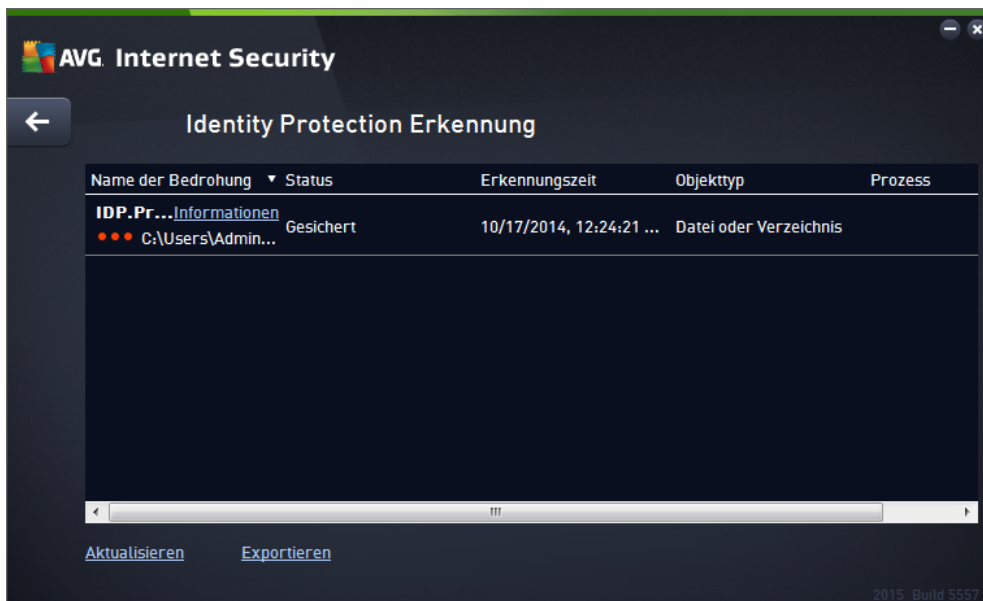 AVG. Internet Security
Identity Protection Erkennung
Name der Bedrohung Status Erkennungszeit Objekttyp Prozess
IDP.Pr...Informationen
C:\Users\Admin... Gesichert 10/17/2014, 12:24:21 ... Datei oder Verzeichnis
Aktualisieren Exportieren
2015 Build 5557